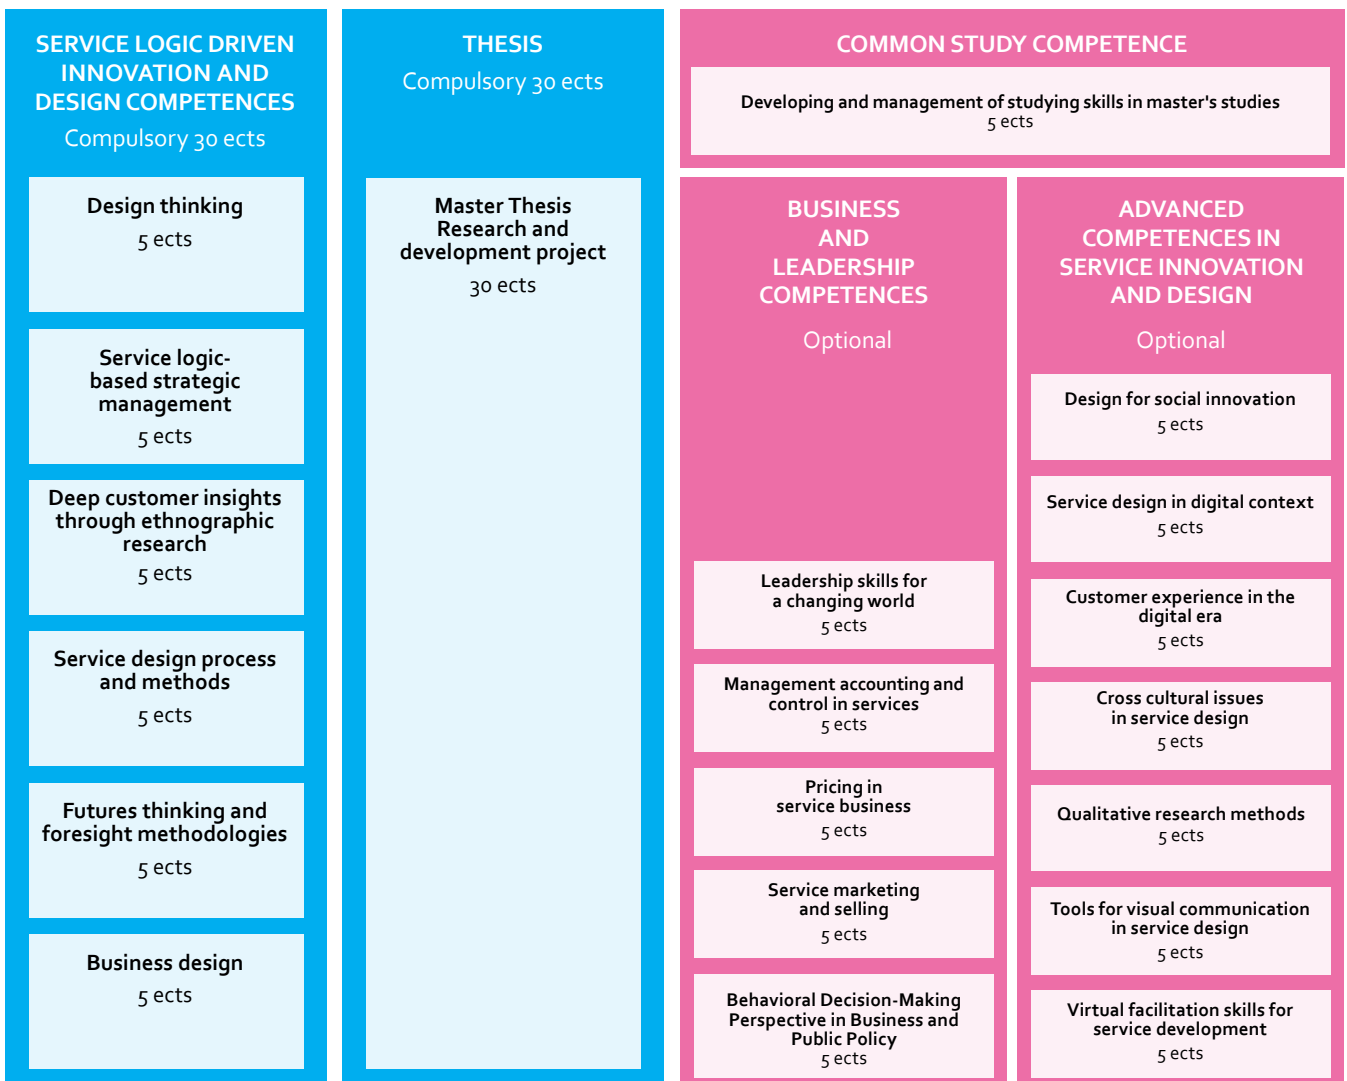 SERVICE LOGIC DRIVEN
INNOVATION AND
DESIGN COMPETENCES
Compulsory 30 ects
Design thinking
5 ects
Service logic-
based strategic
management
5 ects
Deep customer insights
through ethnographic
research
5 ects
Service design process
and methods
5 ects
Futures thinking and
foresight methodologies
5 ects
Business design
5 ects
THESIS
Compulsory 30 ects
Master Thesis
Research and
development project
30 ects
COMMON STUDY COMPETENCE
Developing and management of studying skills in master's studies
5 ects
BUSINESS
AND
LEADERSHIP
COMPETENCES
Optional
Leadership skills for
a changing world
5 ects
Management accounting and
control in services
5 ects
Pricing in
service business
5 ects
Service marketing
and selling
5 ects
Behavioral Decision-Making
Perspective in Business and
Public Policy
5 ects
ADVANCED
COMPETENCES IN
SERVICE INNOVATION
AND DESIGN
Optional
Design for social innovation
5 ects
Service design in digital context
5 ects
Customer experience in the
digital era
5 ects
Cross cultural issues
in service design
5 ects
Qualitative research methods
5 ects
Tools for visual communication
in service design
5 ects
Virtual facilitation skills for
service development
5 ects